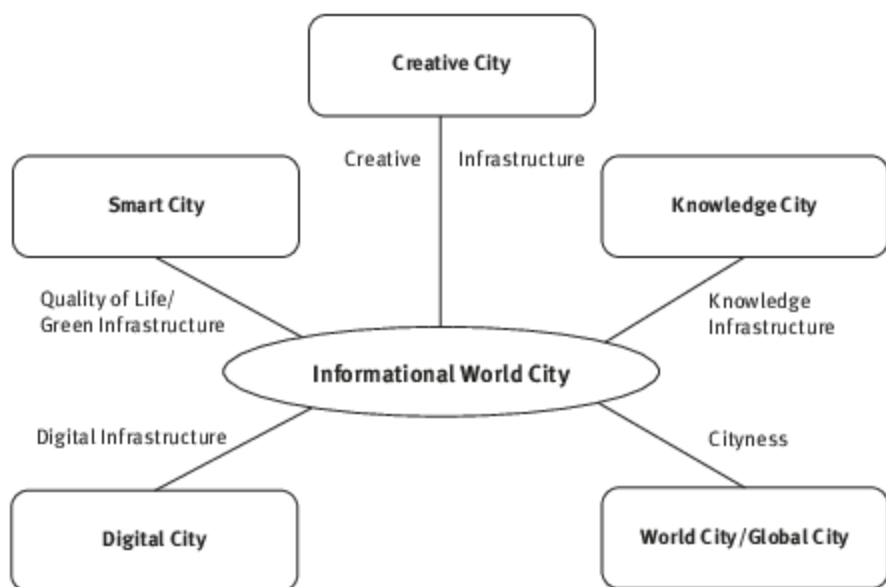 Creative City
Creative Infrastructure
Smart City
Knowledge City
Quality of Life/
Green Infrastructure
Knowledge
Infrastructure
Informational World City
Digital Infrastructure
Cityness
Digital City
World City/Global City